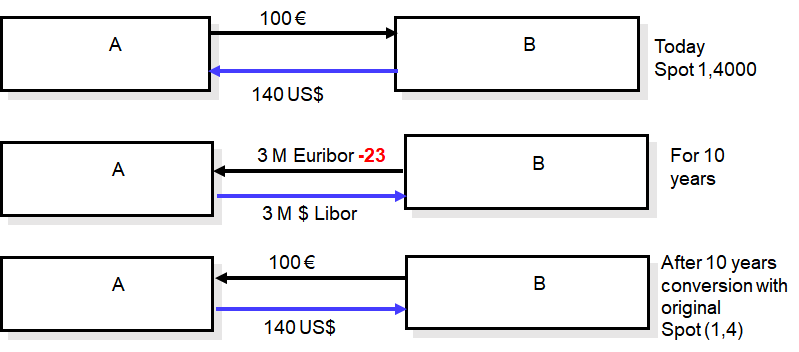 100 €
A
B
Today
Spot 1,4000
140 US$
3 M Euribor -23
A
B
For 10
years
3 M $ Libor
100 €
A
B
After 10 years
conversion with
original
Spot (1,4)
140 US$